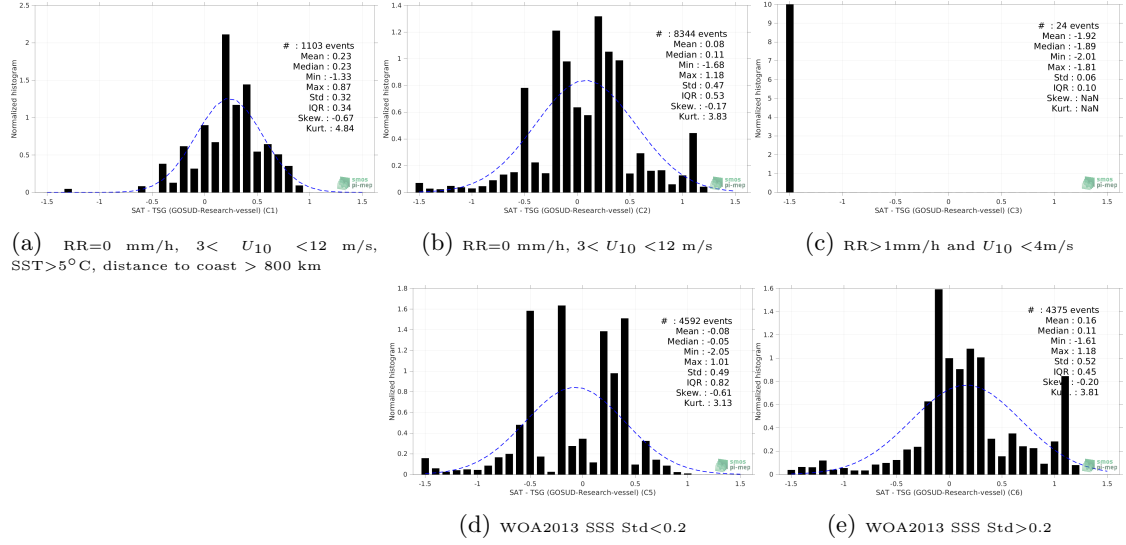 2.5
2
1.5
1
0.5
0
-1.5 -1 -0.5 0 0.5 1 1.5
Normalized histogram
SAT - TSG (GOSUD-Research-vessel) (C1)
# : 1103 events
Mean : 0.23
Median : 0.23
Min : -1.33
Max : 0.87
Std : 0.32
IQR : 0.34
Skew. : -0.67
Kurt. : 4.84
smos
pi-mep
(a) RR=0 mm/h, 3< U10 <12 m/s,
SST>5°C, distance to coast > 800 km
1.4
1.2
1
0.8
0.6
0.4
0.2
0
-1.5 -1 -0.5 0 0.5 1 1.5
Normalized histogram
SAT - TSG (GOSUD-Research-vessel) (C2)
# : 8344 events
Mean : 0.08
Median : 0.11
Min : -1.68
Max : 1.18
Std : 0.47
IQR : 0.53
Skew. : -0.17
Kurt. : 3.83
smos
pi-mep
(b) RR=0 mm/h, 3< U10 <12 m/s
10
9
8
7
6
5
4
3
2
1
0
-1.5 -1 -0.5 0 0.5 1 1.5
Normalized histogram
SAT - TSG (GOSUD-Research-vessel) (C3)
# : 24 events
Mean : -1.92
Median : -1.89
Min : -2.01
Max : -1.81
Std : 0.06
IQR : 0.10
Skew. : NaN
Kurt. : NaN
smos
pi-mep
(c) RR>1mm/h and U10 <4m/s
1.8
1.6
1.4
1.2
1
0.8
0.6
0.4
0.2
0
-1.5 -1 -0.5 0 0.5 1 1.5
Normalized histogram
SAT - TSG (GOSUD-Research-vessel) (C5)
# : 4592 events
Mean : -0.08
Median : -0.05
Min : -2.05
Max : 1.01
Std : 0.49
IQR : 0.82
Skew. : -0.61
Kurt. : 3.13
smos
pi-mep
(d) WOA2013 SSS Std<0.2
1.6
1.4
1.2
1
0.8
0.6
0.4
0.2
0
-1.5 -1 -0.5 0 0.5 1 1.5
Normalized histogram
SAT - TSG (GOSUD-Research-vessel) (C6)
# : 4375 events
Mean : 0.16
Median : 0.11
Min : -1.61
Max : 1.18
Std : 0.52
IQR : 0.45
Skew. : -0.20
Kurt. : 3.81
smos
pi-mep
(e) WOA2013 SSS Std>0.2